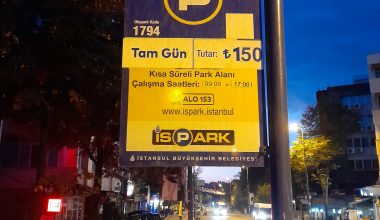 P
Otopark Kodu
1794
Tam Gün Tutar: ₺150
Kısa Süreli Park Alanı
Çalışma Saatleri: 09:00 - 17:00
ALO 153
www.ispark.istanbul
İSPARK
İSTANBUL BÜYÜKŞEHİR BELEDİYESİ